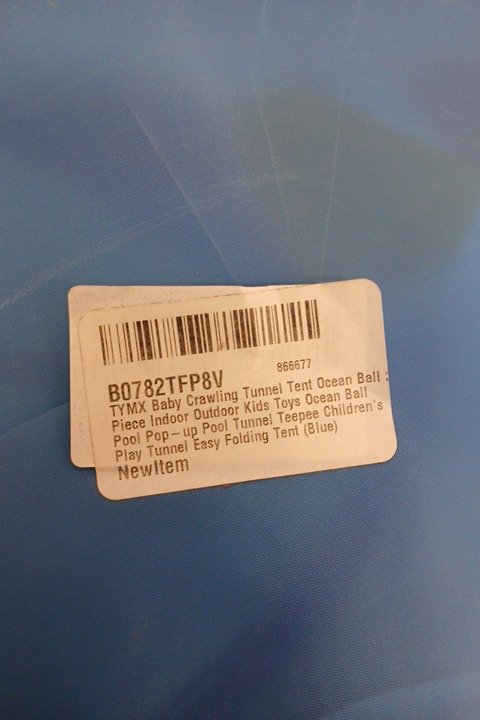 866677
B0782TFP8V
TYMX Baby Crawling Tunnel Tent Ocean Ball
Piece Indoor Outdoor Kids Toys Ocean Ball
Pool Pop-up Pool Tunnel Teepee Children's
Play Tunnel Easy Folding Tent (Blue)
NewItem